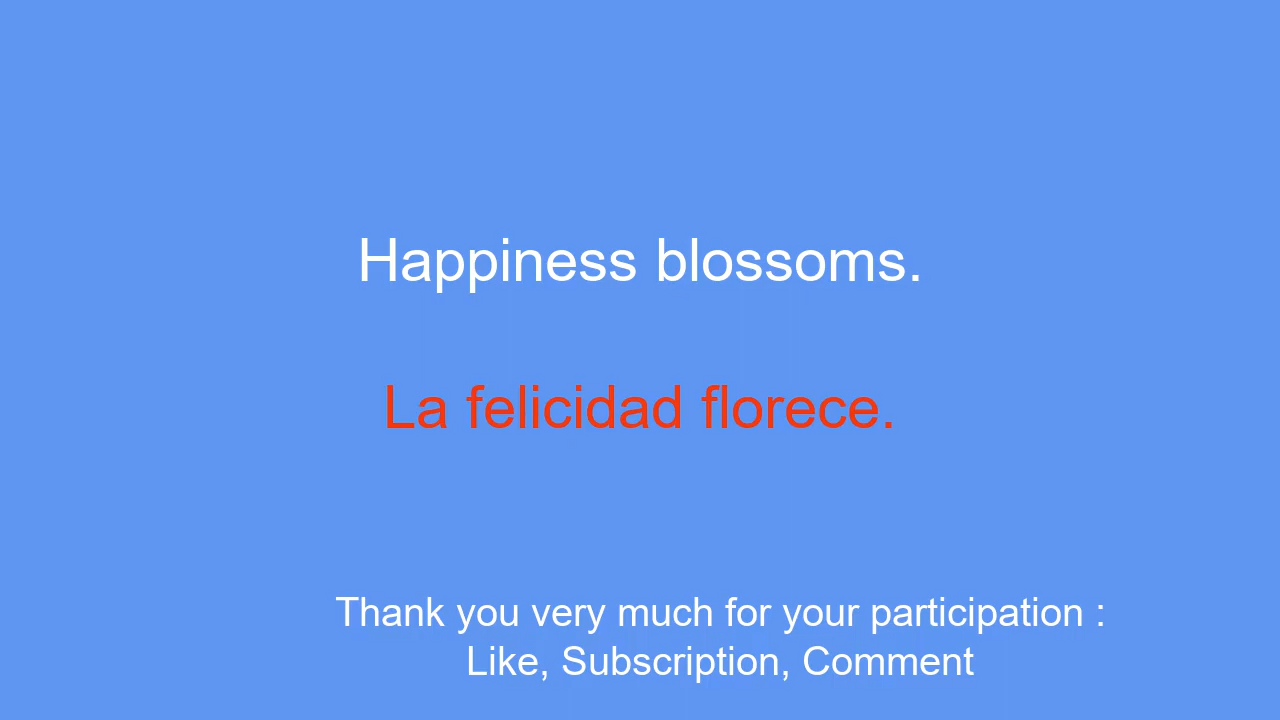 Happiness blossoms.
La felicidad florece.
Thank you very much for your participation :
Like, Subscription, Comment